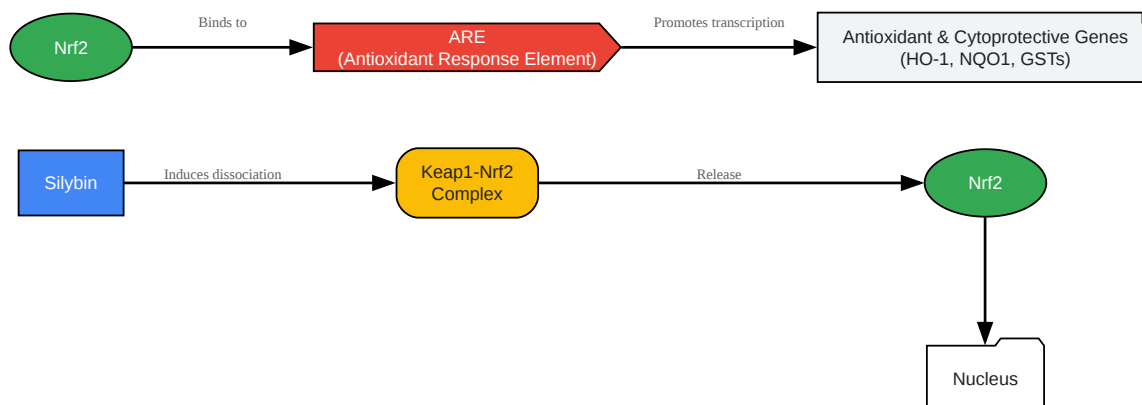 Binds to
Promotes transcription
Nrf2
ARE
(Antioxidant Response Element)
Antioxidant & Cytoprotective Genes
(HO-1, NQO1, GSTs)
Silybin
Induces dissociation
Keap1-Nrf2
Complex
Release
Nrf2
Nucleus